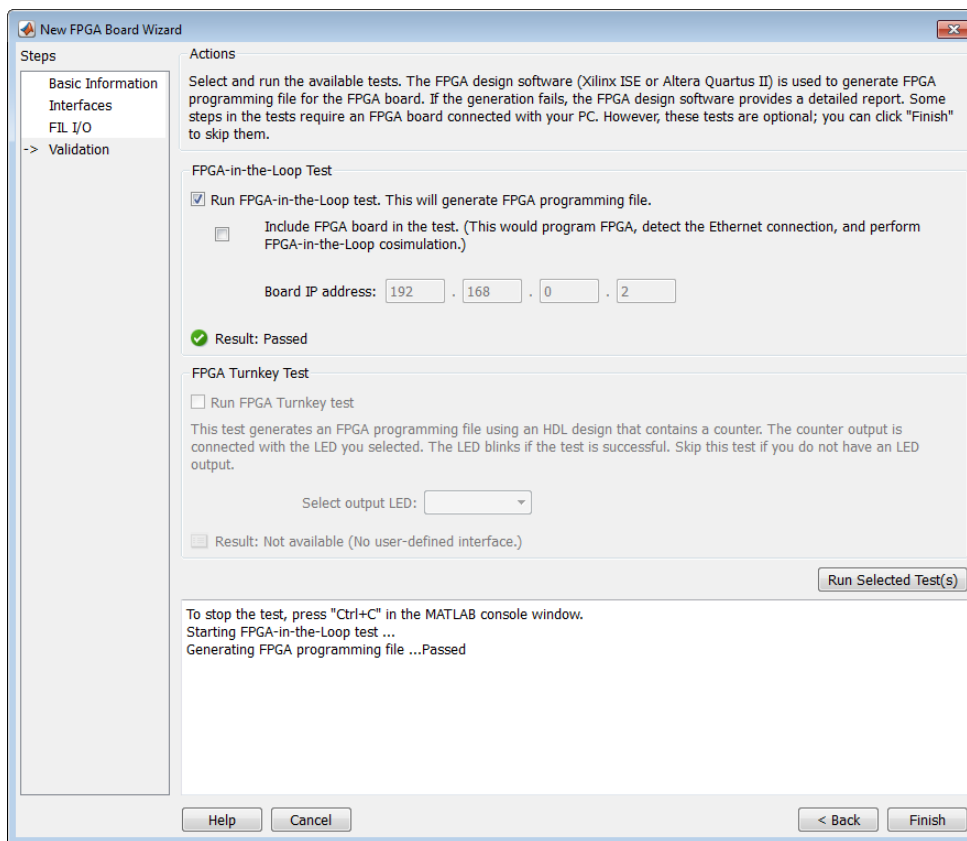 New FPGA Board Wizard
Steps
Basic Information
Interfaces
FIL I/O
-> Validation
Actions
Select and run the available tests. The FPGA design software (Xilinx ISE or Altera Quartus II) is used to generate FPGA
programming file for the FPGA board. If the generation fails, the FPGA design software provides a detailed report. Some
steps in the tests require an FPGA board connected with your PC. However, these tests are optional; you can click "Finish"
to skip them.
FPGA-in-the-Loop Test
Run FPGA-in-the-Loop test. This will generate FPGA programming file.
Include FPGA board in the test. (This would program FPGA, detect the Ethernet connection, and perform
FPGA-in-the-Loop cosimulation.)
Board IP address: 192 . 168 . 0 . 2
Result: Passed
FPGA Turnkey Test
Run FPGA Turnkey test
This test generates an FPGA programming file using an HDL design that contains a counter. The counter output is
connected with the LED you selected. The LED blinks if the test is successful. Skip this test if you do not have an LED
output.
Select output LED:
Result: Not available (No user-defined interface.)
Run Selected Test(s)
To stop the test, press "Ctrl+C" in the MATLAB console window.
Starting FPGA-in-the-Loop test ...
Generating FPGA programming file ...Passed
Help Cancel < Back Finish